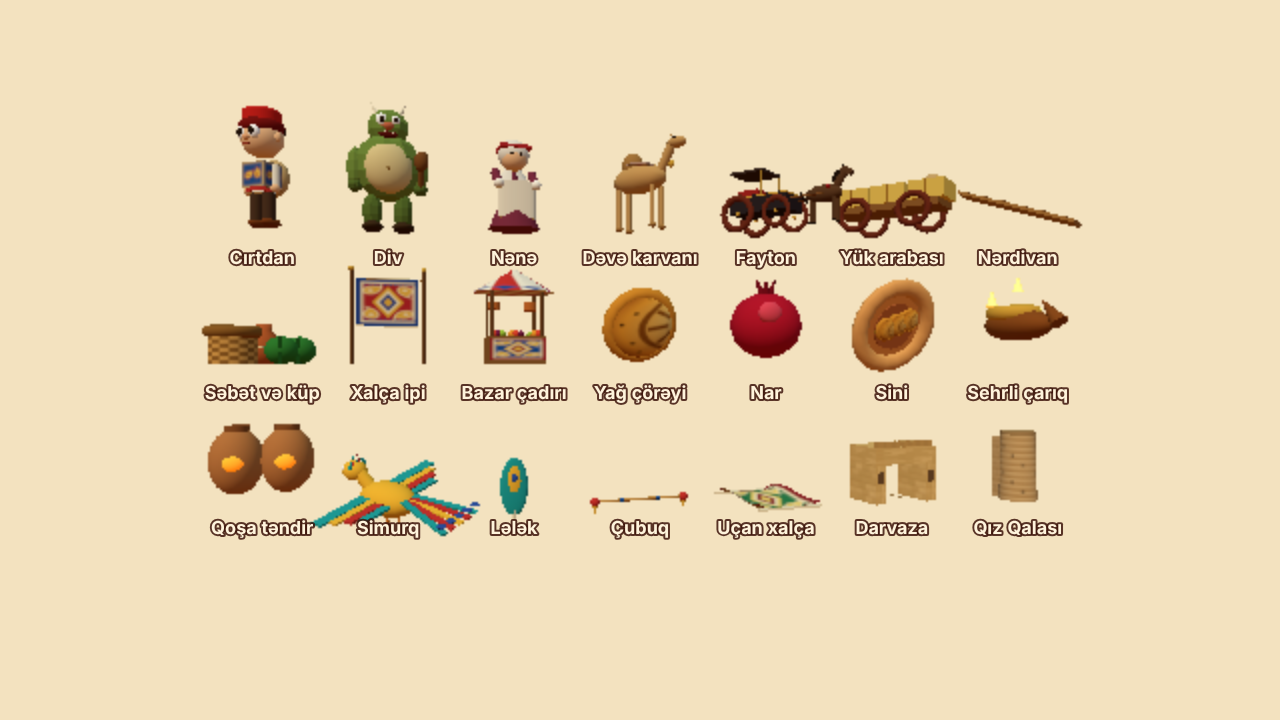 Cırtdan
Div
Nənə
Dəvə karvanı
Fayton
Yük arabası
Nərdivan
Səbət və küp
Xalça ipi
Bazar çadırı
Yağ çörəyi
Nar
Sini
Sehrli çarıq
Qoşa təndir
Simurq
Lələk
Çubuq
Uçan xalça
Darvaza
Qız Qalası